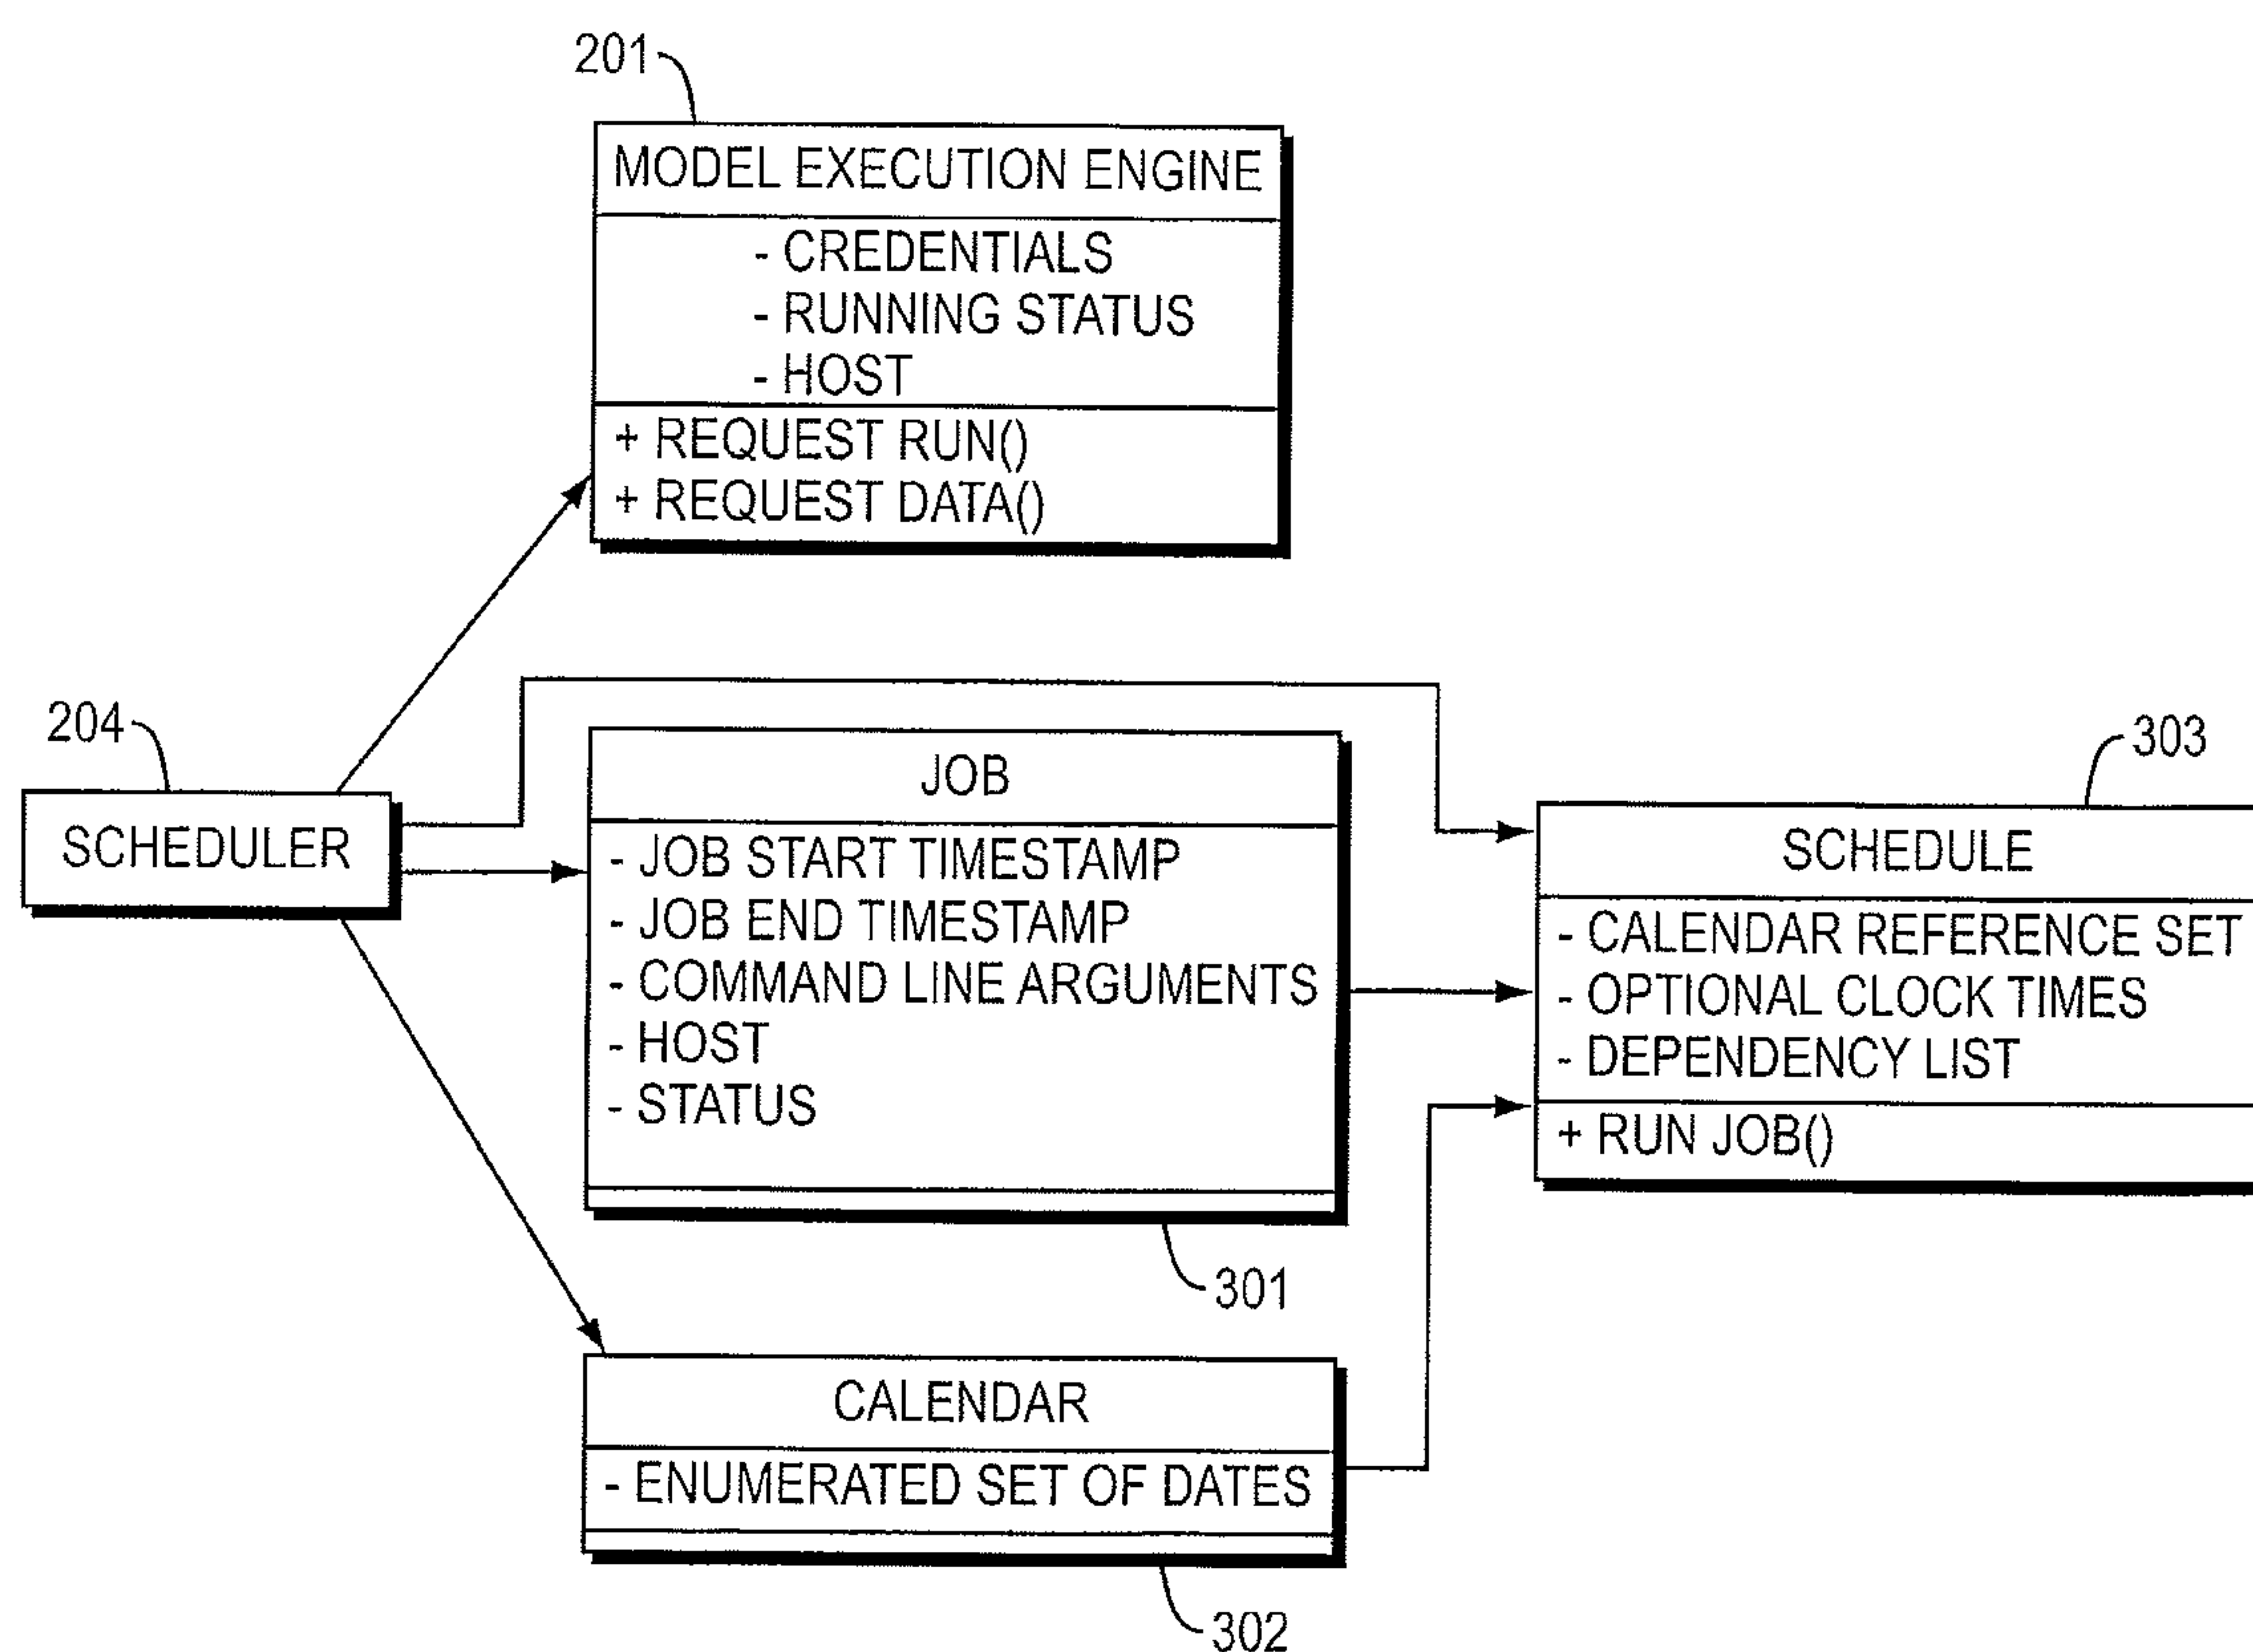 201
MODEL EXECUTION ENGINE
- CREDENTIALS
- RUNNING STATUS
- HOST
+ REQUEST RUN()
+ REQUEST DATA()
204
SCHEDULER
JOB
- JOB START TIMESTAMP
- JOB END TIMESTAMP
- COMMAND LINE ARGUMENTS
- HOST
- STATUS
301
303
SCHEDULE
- CALENDAR REFERENCE SET
- OPTIONAL CLOCK TIMES
- DEPENDENCY LIST
+ RUN JOB()
CALENDAR
- ENUMERATED SET OF DATES
302